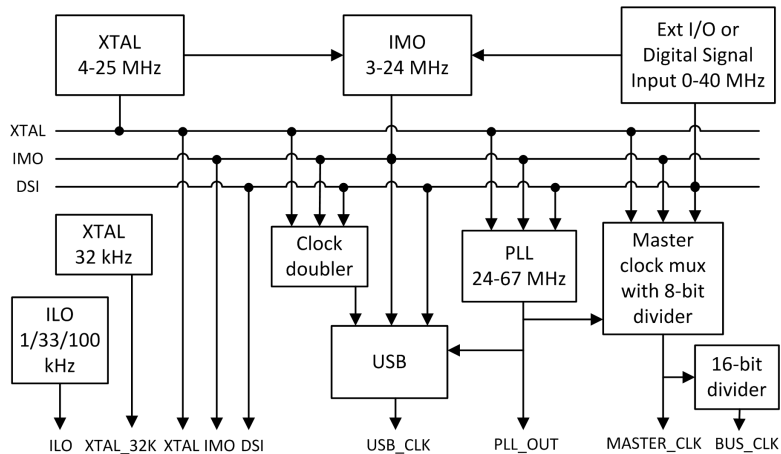 XTAL
4-25 MHz
IMO
3-24 MHz
Ext I/O or
Digital Signal
Input 0-40 MHz
XTAL
IMO
DSI
XTAL
32 kHz
Clock
doubler
PLL
24-67 MHz
Master
clock mux
with 8-bit
divider
ILO
1/33/100
kHz
USB
16-bit
divider
ILO
XTAL_32K
XTAL
IMO
DSI
USB_CLK
PLL_OUT
MASTER_CLK
BUS_CLK